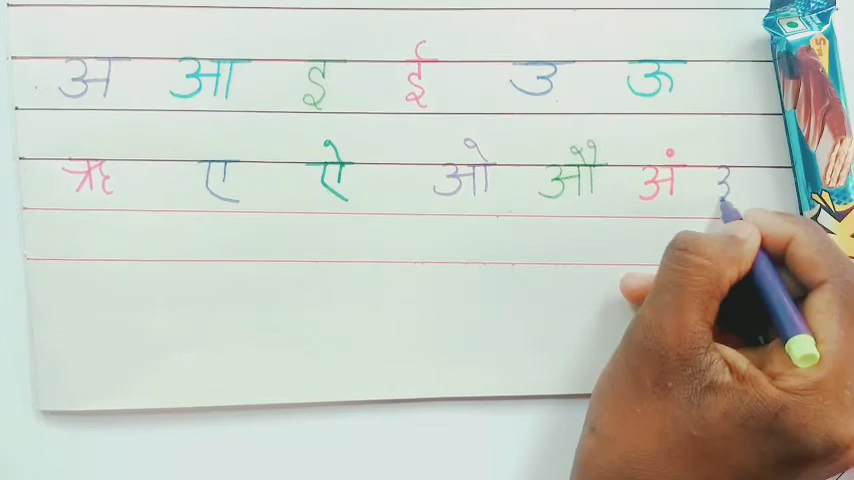 अ आ इ ई उ ऊ
ऋ ए ऐ ओ औ अं